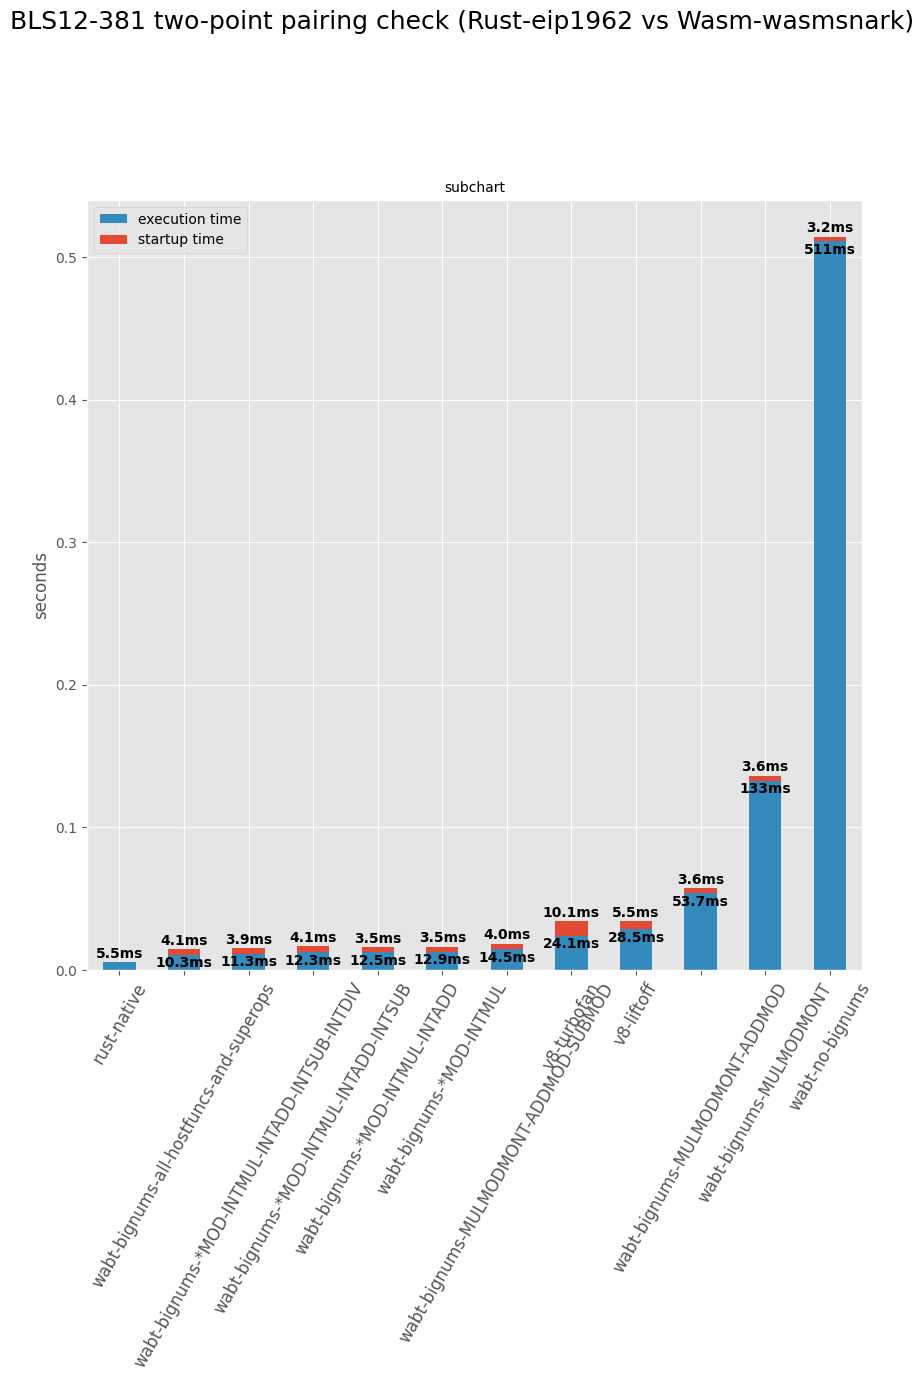 BLS12-381 two-point pairing check (Rust-eip1962 vs Wasm-wasmsnark)
subchart
execution time
startup time
seconds
0.5
0.4
0.3
0.2
0.1
0.0
5.5ms
4.1ms
10.3ms
3.9ms
11.3ms
4.1ms
12.3ms
3.5ms
12.5ms
3.5ms
12.9ms
4.0ms
14.5ms
10.1ms
24.1ms
5.5ms
28.5ms
3.6ms
53.7ms
3.6ms
133ms
3.2ms
511ms
rust-native
wabt-bignums-all-hostfuncs-and-superops
wabt-bignums-*MOD-INTMUL-INTADD-INTSUB-INTDIV
wabt-bignums-*MOD-INTMUL-INTADD-INTSUB
wabt-bignums-*MOD-INTMUL-INTADD
wabt-bignums-*MOD-INTMUL
wabt-bignums-MULMODMONT-ADDMOD-SUBMOD
v8-turbofan
v8-liftoff
wabt-bignums-MULMODMONT-ADDMOD
wabt-bignums-MULMODMONT
wabt-no-bignums